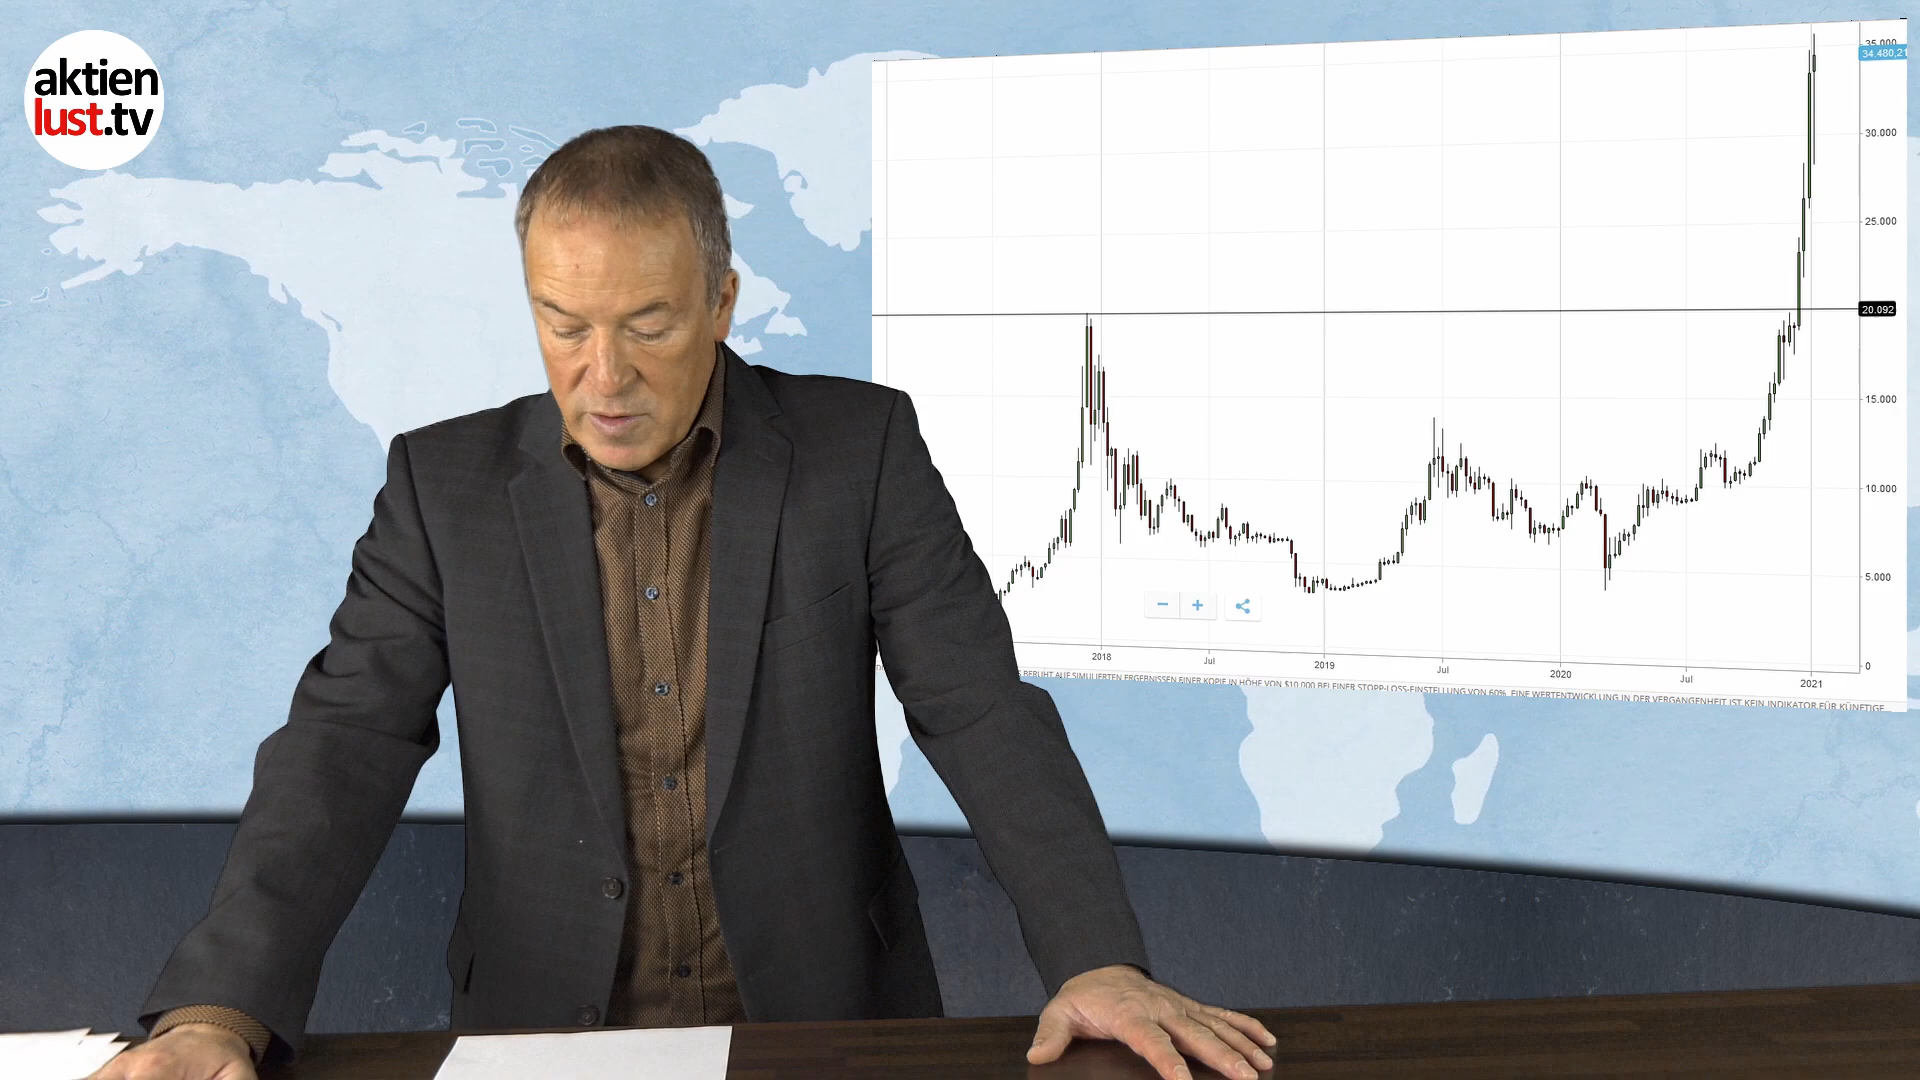 aktien
lust.tv
35.000
34.480,21
30.000
25.000
20.092
15.000
10.000
5.000
0
2018
Jul
2019
Jul
2020
Jul
2021
BERUHT AUF SIMULIERTEN ERGEBNISSEN EINER KOPIE IN HÖHE VON $10.000 BEI EINER STOPP-LOSS-EINSTELLUNG VON 60%. EINE WERTENTWICKLUNG IN DER VERGANGENHEIT IST KEIN INDIKATOR FÜR KÜNFTIGE